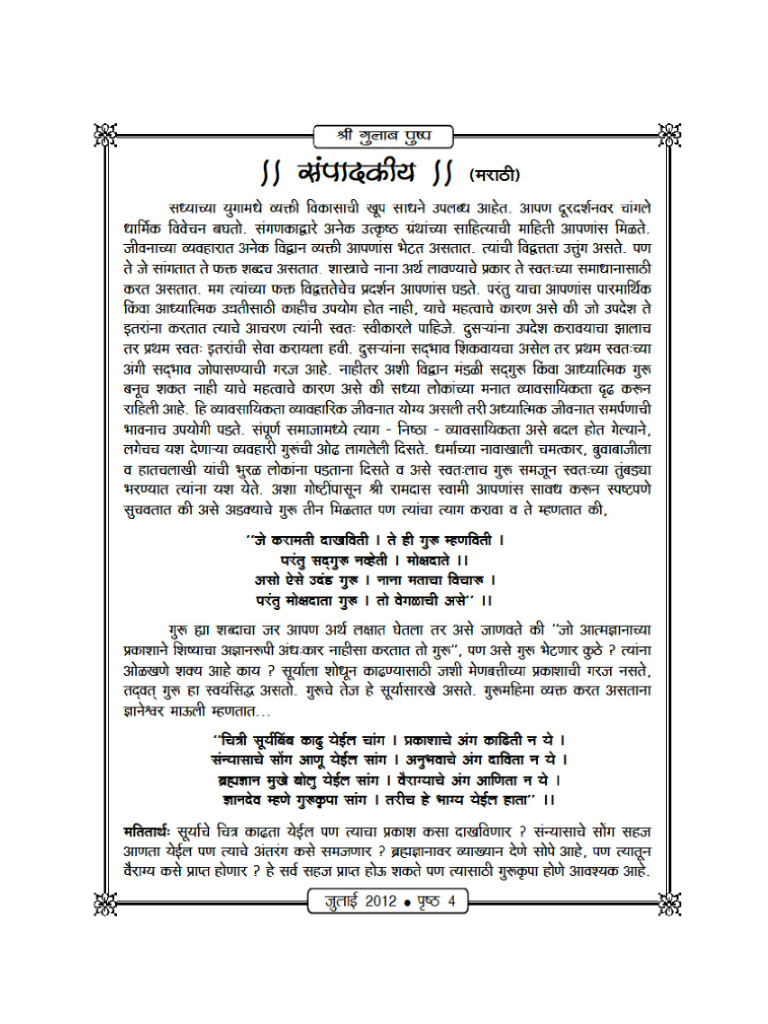 श्री गुलाब पुष्प
।। संपादकीय ।। (मराठी)
सध्याच्या युगामधे व्यक्ती विकासाची खूप साधने उपलब्ध आहेत. आपण दूरदर्शनवर चांगले
धार्मिक विवेचन बघतो. संगणकाद्वारे अनेक उत्कृष्ठ ग्रंथांच्या साहित्याची माहिती आपणांस मिळते.
जीवनाच्या व्यवहारात अनेक विद्वान व्यक्ती आपणांस भेटत असतात. त्यांची विद्वत्तता उत्तुंग असते. पण
ते जे सांगतात ते फक्त शब्दच असतात. शास्त्राचे नाना अर्थ लावण्याचे प्रकार ते स्वतःच्या समाधानासाठी
करत असतात. मग त्यांच्या फक्त विद्वत्ततेचेच प्रदर्शन आपणांस घडते. परंतु याचा आपणांस पारमार्थिक
किंवा आध्यात्मिक उन्नतीसाठी काहीच उपयोग होत नाही, याचे महत्वाचे कारण असे की जो उपदेश ते
इतरांना करतात त्याचे आचरण त्यांनी स्वतः स्वीकारले पाहिजे. दुसऱ्यांना उपदेश करावयाचा झालाच
तर प्रथम स्वतः इतरांची सेवा करायला हवी. दुसऱ्यांना सद्भाव शिकवायचा असेल तर प्रथम स्वतःच्या
अंगी सद्भाव जोपासण्याची गरज आहे. नाहीतर अशी विद्वान मंडळी सद्गुरू किंवा आध्यात्मिक गुरू
बनूच शकत नाही याचे महत्वाचे कारण असे की सध्या लोकांच्या मनात व्यावसायिकता दृढ करून
राहिली आहे. हि व्यावसायिकता व्यावहारिक जीवनात योग्य असली तरी अध्यात्मिक जीवनात समर्पणाची
भावनाच उपयोगी पडते. संपूर्ण समाजामध्ये त्याग - निष्ठा - व्यावसायिकता असे बदल होत गेल्याने,
लगेचच यश देणाऱ्या व्यवहारी गुरूंची ओढ लागलेली दिसते. धर्माच्या नावाखाली चमत्कार, बुवाबाजीला
व हातचलाखी यांची भुरळ लोकांना पडताना दिसते व असे स्वतःलाच गुरू समजून स्वतःच्या तुंबड्या
भरण्यात त्यांना यश येते. अशा गोष्टींपासून श्री रामदास स्वामी आपणांस सावध करून स्पष्टपणे
सुचवतात की असे अडक्याचे गुरू तीन मिळतात पण त्यांचा त्याग करावा व ते म्हणतात की,
“जे करामती दाखविती । ते ही गुरू म्हणविती ।
परंतु सद्गुरू नव्हेती । मोक्षदाते ।।
असो ऐसे उदंड गुरू । नाना मताचा विचारू ।
परंतु मोक्षदाता गुरू । तो वेगळाची असे” ।।
गुरू ह्या शब्दाचा जर आपण अर्थ लक्षात घेतला तर असे जाणवते की “जो आत्मज्ञानाच्या
प्रकाशाने शिष्याचा अज्ञानरुपी अंधःकार नाहीसा करतात तो गुरू”, पण असे गुरू भेटणार कुठे ? त्यांना
ओळखणे शक्य आहे काय ? सूर्याला शोधून काढण्यासाठी जशी मेणबत्तीच्या प्रकाशाची गरज नसते,
तद्वत् गुरू हा स्वयंसिद्ध असतो. गुरूचे तेज हे सूर्यासारखे असते. गुरूमहिमा व्यक्त करत असताना
ज्ञानेश्वर माऊली म्हणतात...
“चित्री सूर्यबिंब काढु येईल चांग । प्रकाशाचे अंग काढिती न ये ।
संन्यासाचे सोंग आणू येईल सांग । अनुभवाचे अंग दाविता न ये ।
ब्रह्मज्ञान मुखे बोलु येईल सांग । वैराग्याचे अंग आणिता न ये ।
ज्ञानदेव म्हणे गुरूकृपा सांग । तरीच हे भाग्य येईल हाता” ।।
मतितार्थः सूर्याचे चित्र काढता येईल पण त्याचा प्रकाश कसा दाखविणार ? संन्यासाचे सोंग सहज
आणता येईल पण त्याचे अंतरंग कसे समजणार ? ब्रह्मज्ञानावर व्याख्यान देणे सोपे आहे, पण त्यातून
वैराग्य कसे प्राप्त होणार ? हे सर्व सहज प्राप्त होऊ शकते पण त्यासाठी गुरूकृपा होणे आवश्यक आहे.
जुलाई 2012 ● पृष्ठ 4